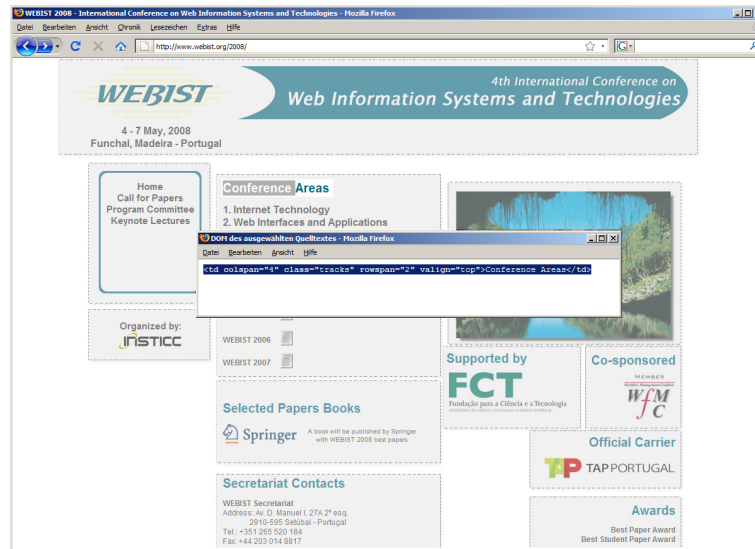 WEBIST 2008 - International Conference on Web Information Systems and Technologies - Mozilla Firefox
Datei Bearbeiten Ansicht Chronik Lesezeichen Extras Hilfe
http://www.webist.org/2008/
WEBIST
4th International Conference on
Web Information Systems and Technologies
4 - 7 May, 2008
Funchal, Madeira - Portugal
Home
Call for Papers
Program Committee
Keynote Lectures
Conference Areas
1. Internet Technology
2. Web Interfaces and Applications
DOM des ausgewählten Quelltextes - Mozilla Firefox
Datei Bearbeiten Ansicht Hilfe
<td colspan="4" class="tracks" rowspan="2" valign="top">Conference Areas</td>
Organized by:
INSTICC
WEBIST 2006
WEBIST 2007
Supported by
FCT
Fundação para a Ciência e a Tecnologia
Co-sponsored
MEMBER
WfMC
Selected Papers Books
Springer
A book will be published by Springer
with WEBIST 2008 best papers
Official Carrier
TAP TAP PORTUGAL
Secretariat Contacts
WEBIST Secretariat
Address: Av. D. Manuel I, 27A 2º esq.
2910-595 Setúbal - Portugal
Tel.: +351 265 520 184
Fax: +44 203 014 8817
Awards
Best Paper Award
Best Student Paper Award